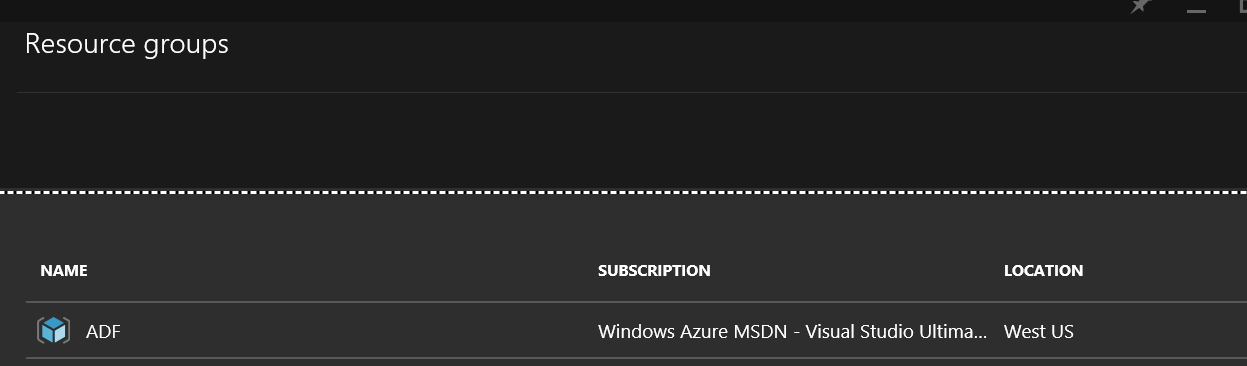 Resource groups
NAME SUBSCRIPTION LOCATION
ADF Windows Azure MSDN - Visual Studio Ultima... West US